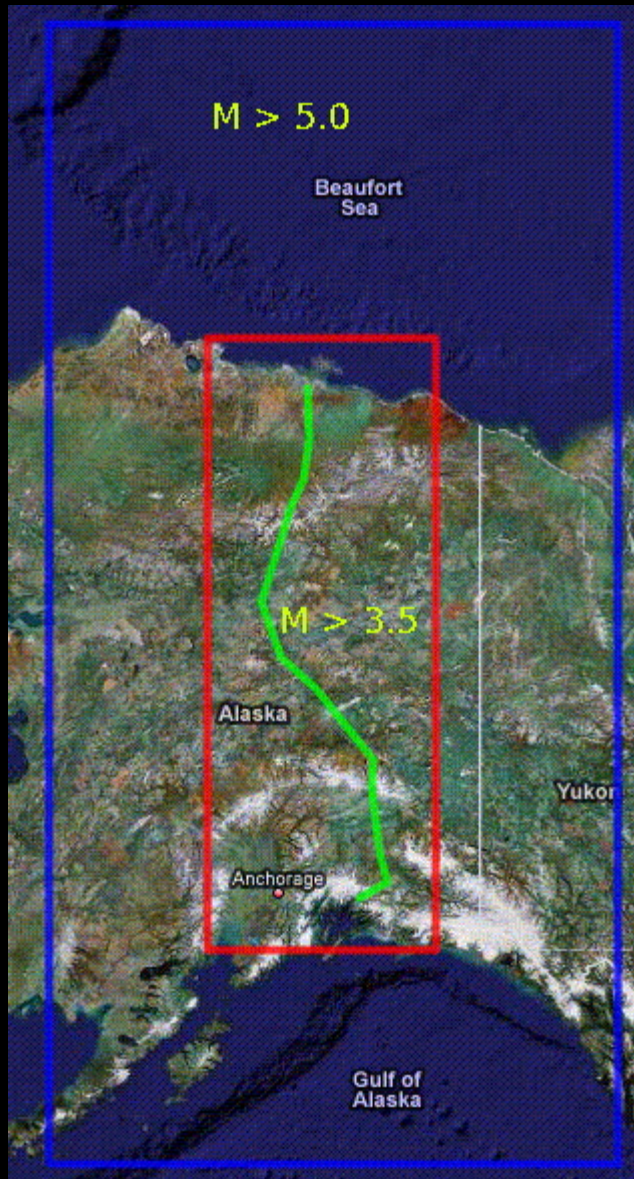 M > 5.0
Beaufort
Sea
M > 3.5
Alaska
Yukon
Anchorage
Gulf of
Alaska